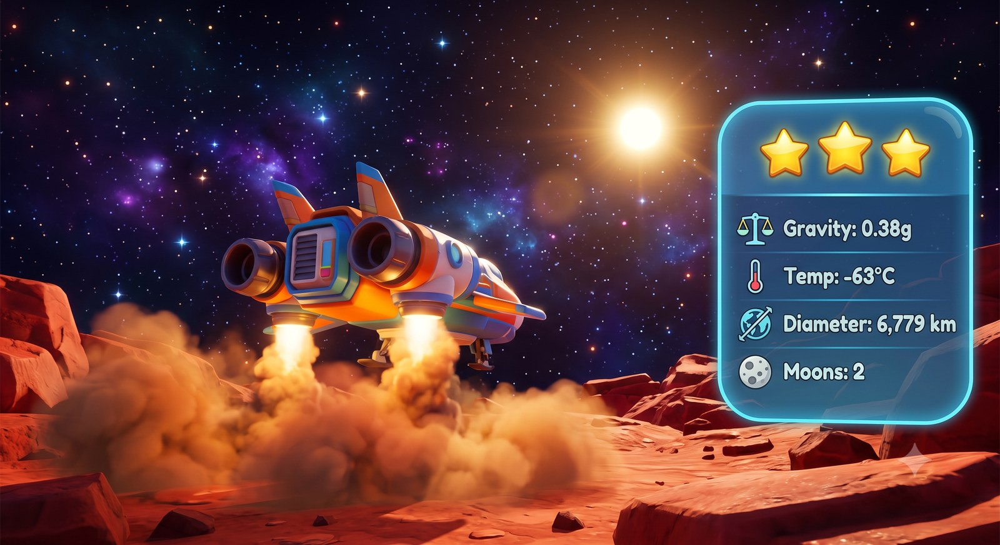 Gravity: 0.38g
Temp: -63°C
Diameter: 6,779 km
Moons: 2